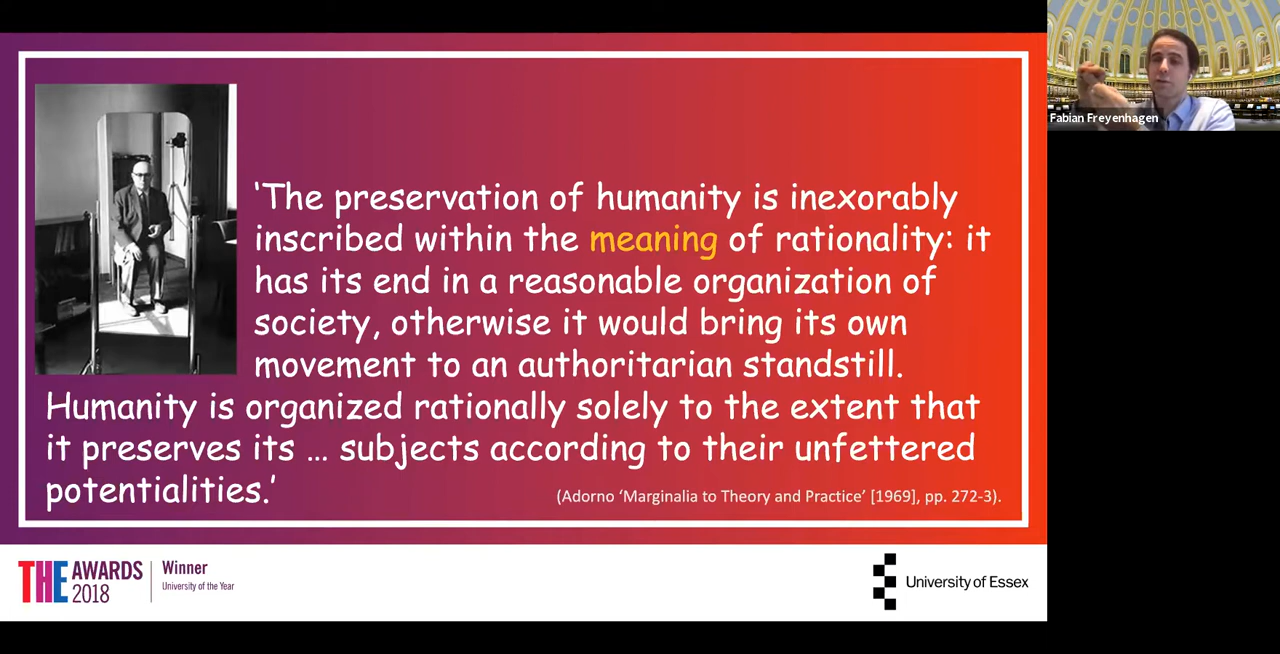 Fabian Freyenhagen
‘The preservation of humanity is inexorably
inscribed within the meaning of rationality: it
has its end in a reasonable organization of
society, otherwise it would bring its own
movement to an authoritarian standstill.
Humanity is organized rationally solely to the extent that
it preserves its ... subjects according to their unfettered
potentialities.’
(Adorno ‘Marginalia to Theory and Practice’ [1969], pp. 272-3).
THE AWARDS
2018
Winner
University of the Year
University of Essex